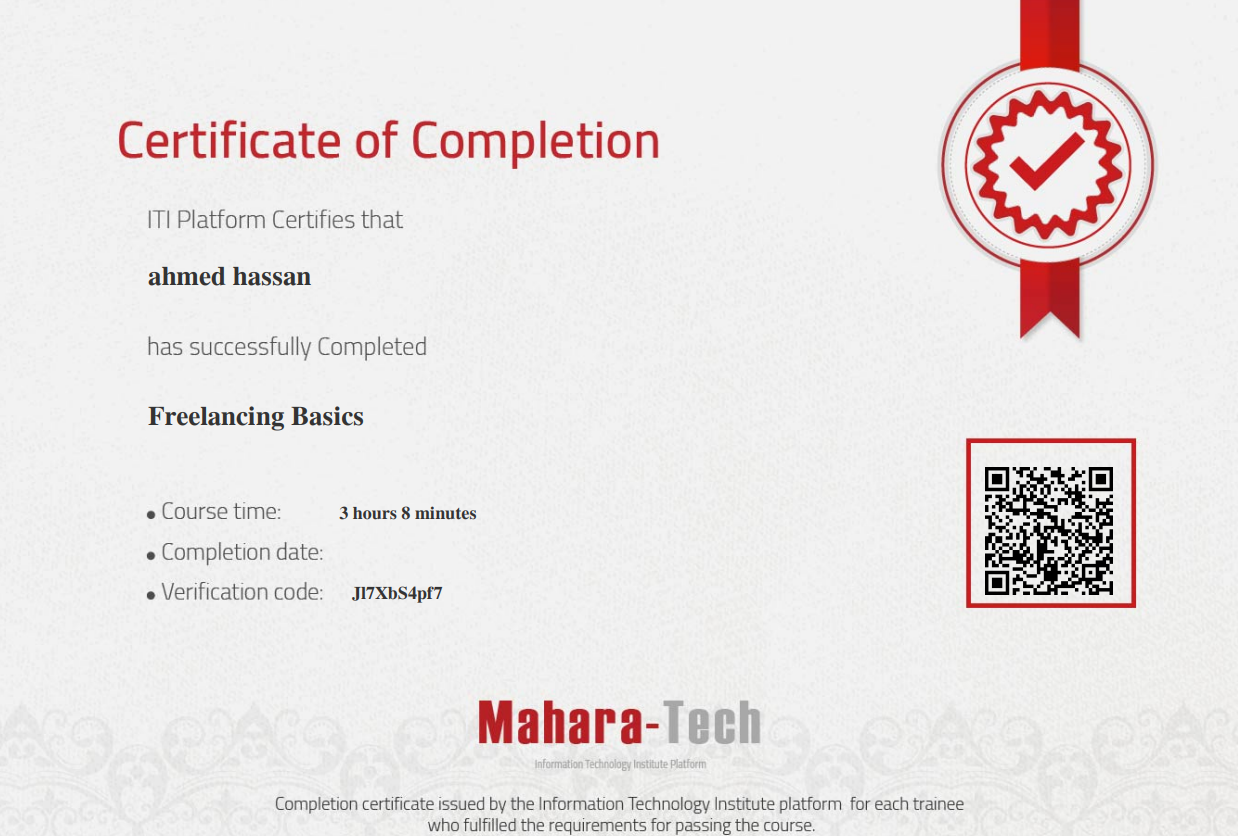 Certificate of Completion
ITI Platform Certifies that
ahmed hassan
has successfully Completed
Freelancing Basics
Course time: 3 hours 8 minutes
Completion date:
Verification code: Jl7XbS4pf7
Mahara-Tech
Information Technology Institute Platform
Completion certificate issued by the Information Technology Institute platform for each trainee
who fulfilled the requirements for passing the course.